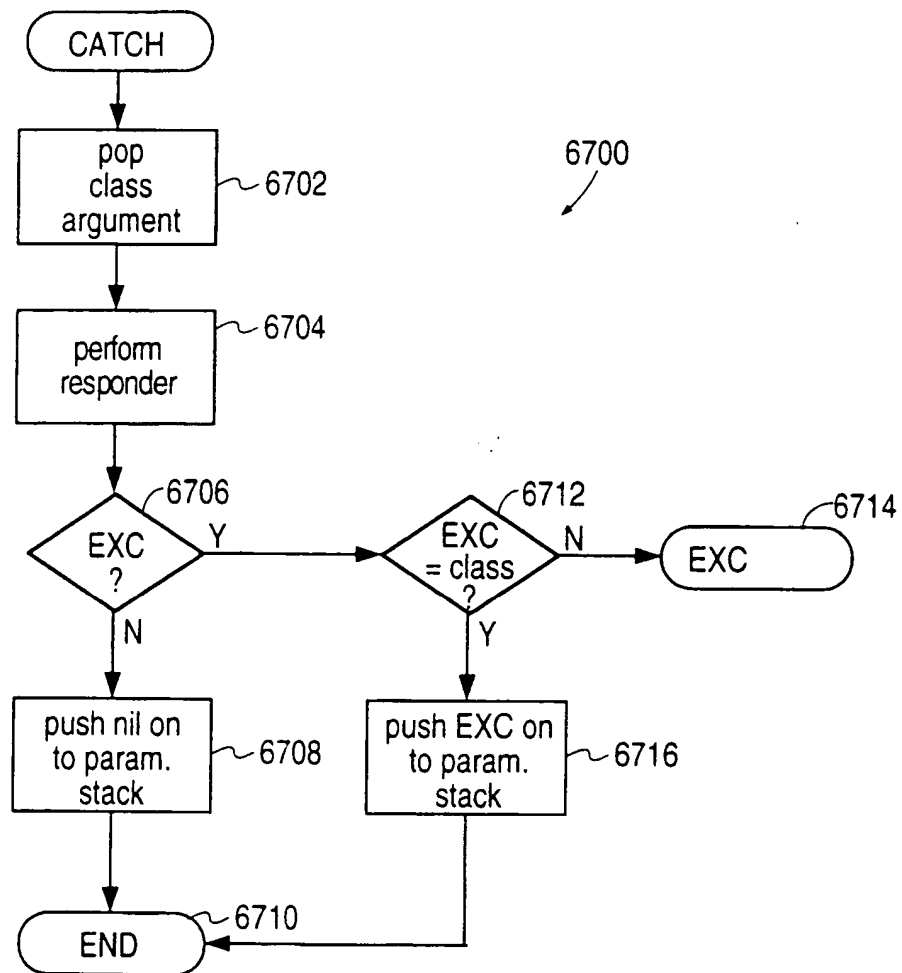 CATCH
pop
class
argument
6702
6700
perform
responder
6704
EXC
?
6706
Y
N
EXC
= class
?
6712
N
Y
EXC
6714
push nil on
to param.
stack
6708
push EXC on
to param.
stack
6716
END
6710